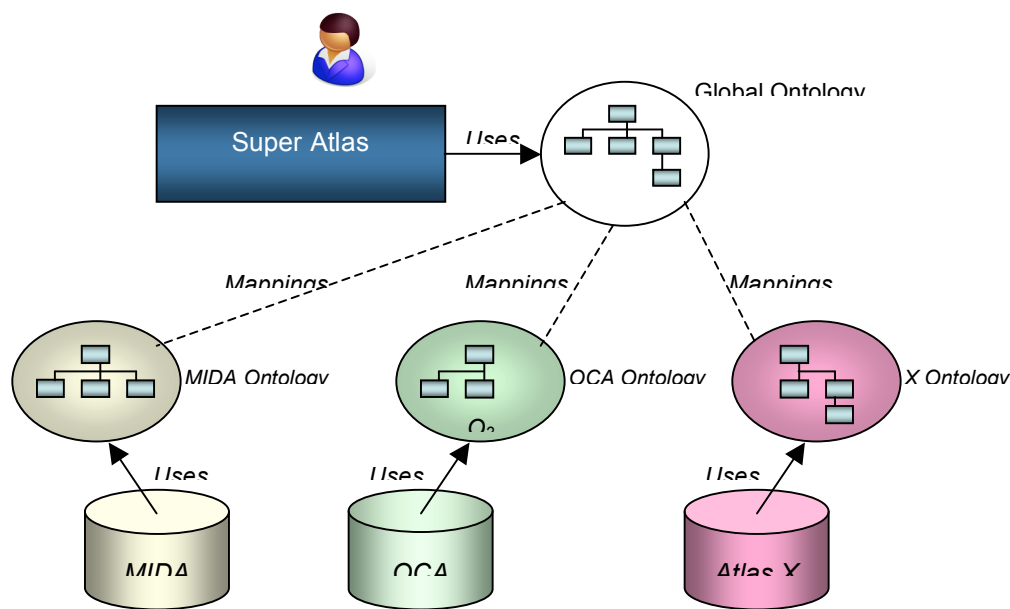 Global Ontology
Super Atlas
Uses
Mappings
Mappings
Mappings
MIDA Ontology
OCA Ontology
X Ontology
O2
Uses
Uses
Uses
MIDA
OCA
Atlas X